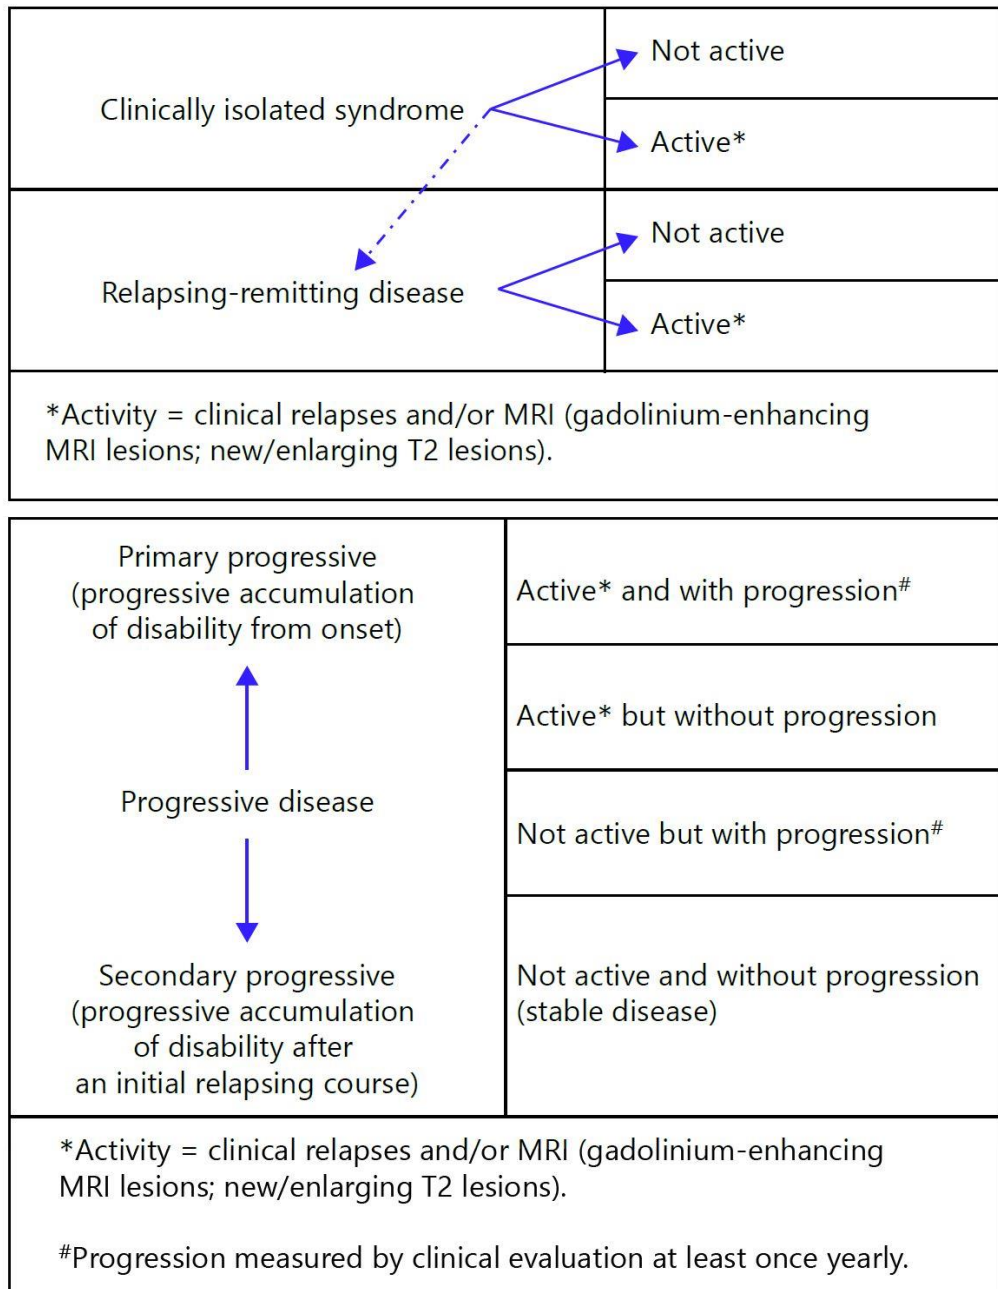 Clinically isolated syndrome
Not active
Active*
Relapsing-remitting disease
Not active
Active*
*Activity = clinical relapses and/or MRI (gadolinium-enhancing
MRI lesions; new/enlarging T2 lesions).
Primary progressive
(progressive accumulation
of disability from onset)
Progressive disease
Secondary progressive
(progressive accumulation
of disability after
an initial relapsing course)
Active* and with progression#
Active* but without progression
Not active but with progression#
Not active and without progression
(stable disease)
*Activity = clinical relapses and/or MRI (gadolinium-enhancing
MRI lesions; new/enlarging T2 lesions).
#Progression measured by clinical evaluation at least once yearly.